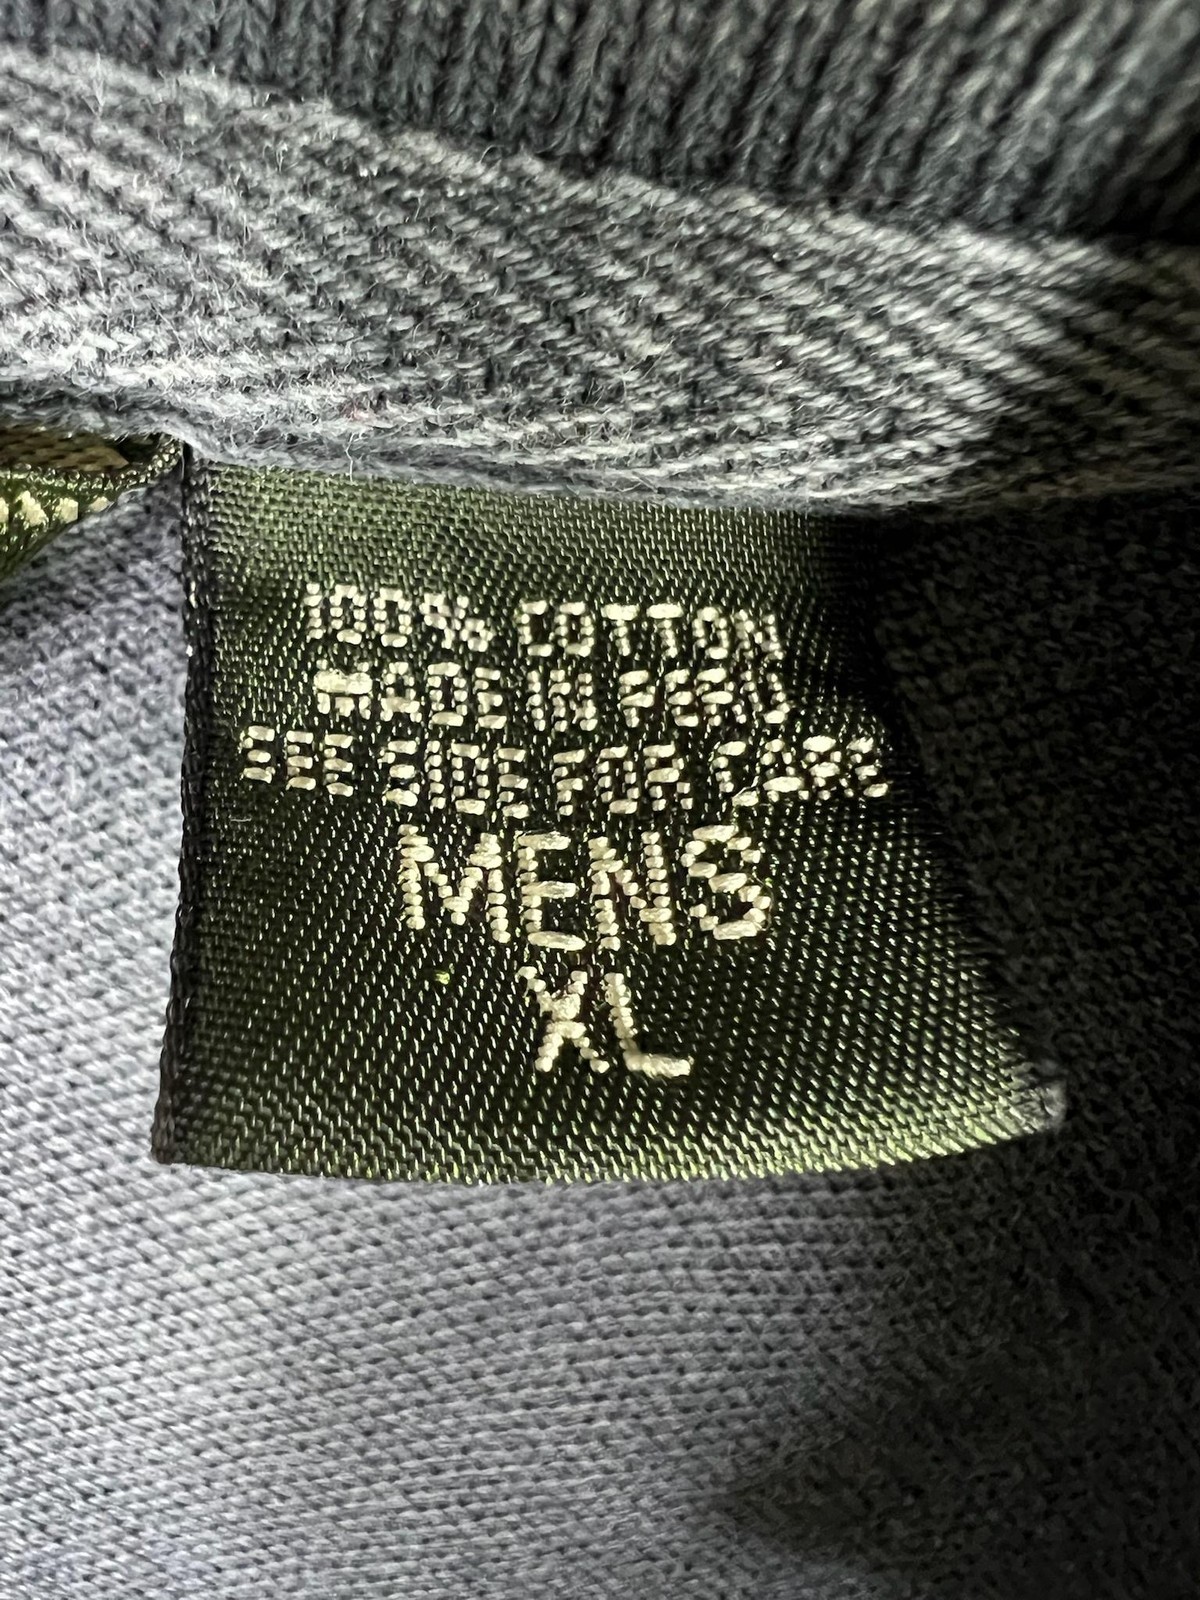 100% COTTON
MADE IN PERU
SEE SIDE FOR CARE
MENS
XL